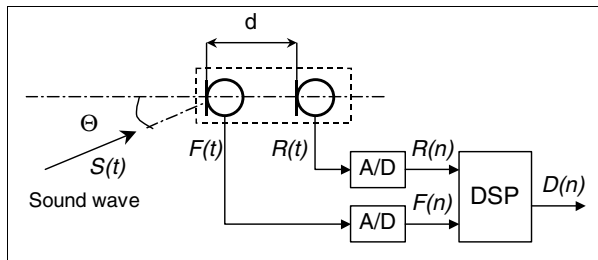 d
Θ
S(t)
Sound wave
F(t)
R(t)
A/D
R(n)
A/D
F(n)
DSP
D(n)